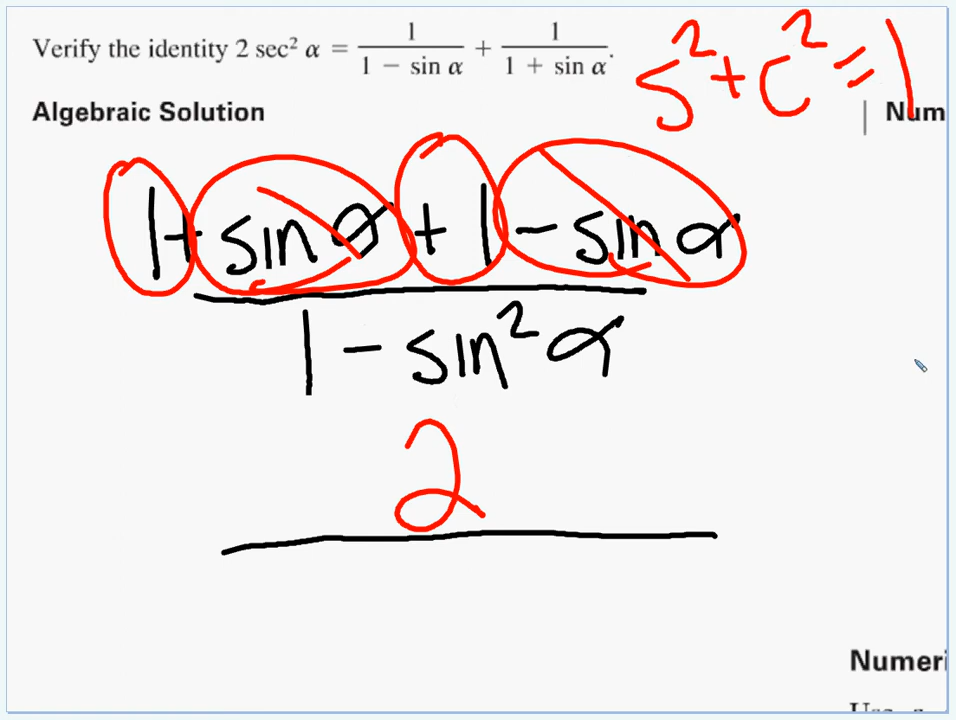 Verify the identity 2 sec² α = 1/(1 − sin α) + 1/(1 + sin α).
s² + c² = 1
Algebraic Solution
Num
1 + sin α + 1 − sin α
1 − sin² α
2
Numeri